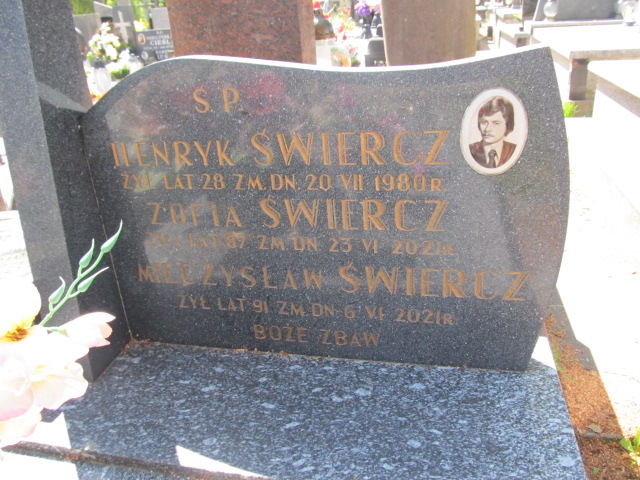 Ś.P.
HENRYK ŚWIERCZ
ŻYŁ LAT 28 ZM. DN. 20 VII 1980 R.
ZOFIA ŚWIERCZ
LAT 87 ZM DN 23 VI 2021R.
MIECZYSŁAW ŚWIERCZ
ŻYŁ LAT 91 ZM. DN. 6 VI 2021R.
BOŻE ZBAW